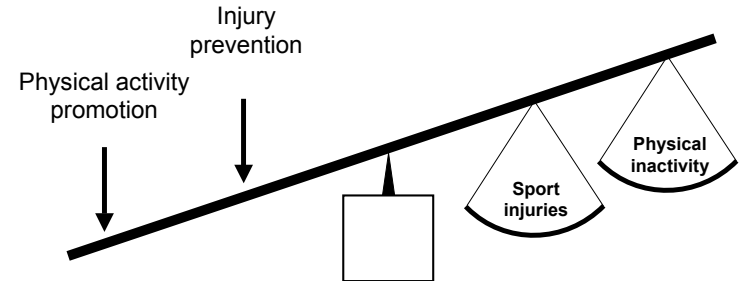 Injury
prevention
Physical activity
promotion
Physical
inactivity
Sport
injuries